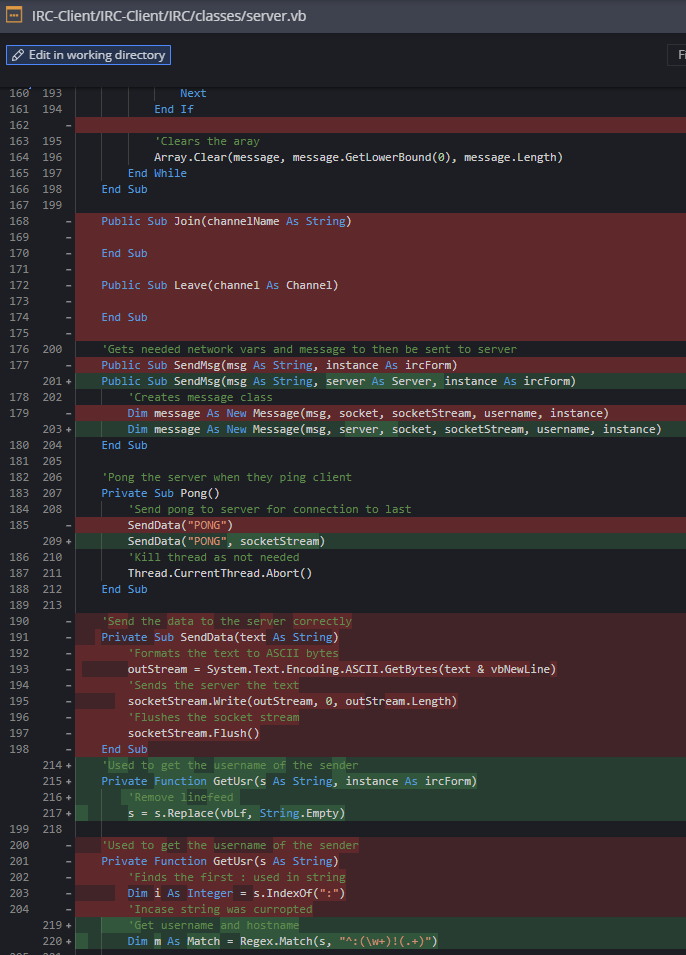 IRC-Client/IRC-Client/IRC/classes/server.vb
Edit in working directory
Fi
160 193 Next
161 194 End If
162 -
163 195 'Clears the aray
164 196 Array.Clear(message, message.GetLowerBound(0), message.Length)
165 197 End While
166 198 End Sub
167 199
168 - Public Sub Join(channelName As String)
169 -
170 - End Sub
171 -
172 - Public Sub Leave(channel As Channel)
173 -
174 - End Sub
175 -
176 200 'Gets needed network vars and message to then be sent to server
177 - Public Sub SendMsg(msg As String, instance As ircForm)
201 + Public Sub SendMsg(msg As String, server As Server, instance As ircForm)
178 202 'Creates message class
179 - Dim message As New Message(msg, socket, socketStream, username, instance)
203 + Dim message As New Message(msg, server, socket, socketStream, username, instance)
180 204 End Sub
181 205
182 206 'Pong the server when they ping client
183 207 Private Sub Pong()
184 208 'Send pong to server for connection to last
185 - SendData("PONG")
209 + SendData("PONG", socketStream)
186 210 'Kill thread as not needed
187 211 Thread.CurrentThread.Abort()
188 212 End Sub
189 213
190 - 'Send the data to the server correctly
191 - Private Sub SendData(text As String)
192 - 'Formats the text to ASCII bytes
193 - outStream = System.Text.Encoding.ASCII.GetBytes(text & vbNewLine)
194 - 'Sends the server the text
195 - socketStream.Write(outStream, 0, outStream.Length)
196 - 'Flushes the socket stream
197 - socketStream.Flush()
198 - End Sub
214 + 'Used to get the username of the sender
215 + Private Function GetUsr(s As String, instance As ircForm)
216 + 'Remove linefeed
217 + s = s.Replace(vbLf, String.Empty)
199 218
200 - 'Used to get the username of the sender
201 - Private Function GetUsr(s As String)
202 - 'Finds the first : used in string
203 - Dim i As Integer = s.IndexOf(":")
204 - 'Incase string was curropted
219 + 'Get username and hostname
220 + Dim m As Match = Regex.Match(s, "^:(\w+)!(.+)")